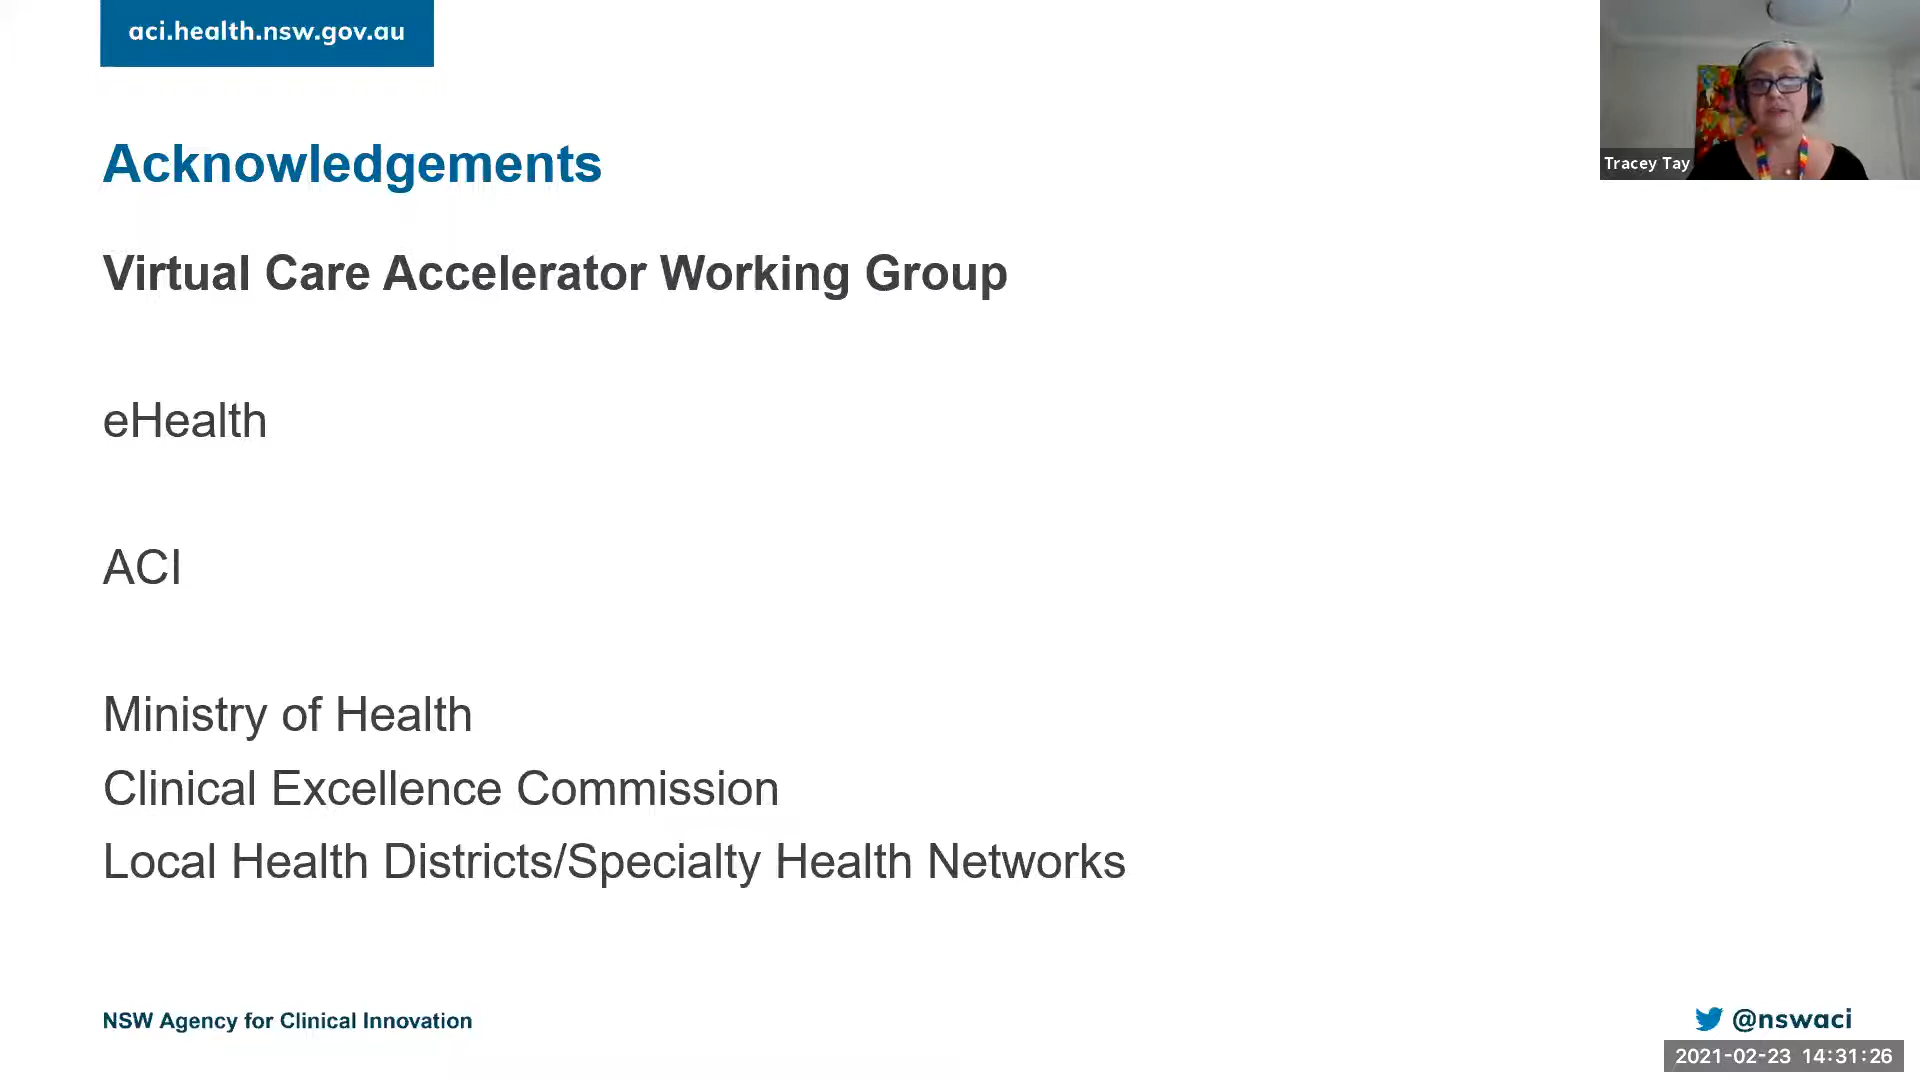 aci.health.nsw.gov.au
Tracey Tay
Acknowledgements
Virtual Care Accelerator Working Group
eHealth
ACI
Ministry of Health
Clinical Excellence Commission
Local Health Districts/Specialty Health Networks
NSW Agency for Clinical Innovation
@nswaci
2021-02-23 14:31:26